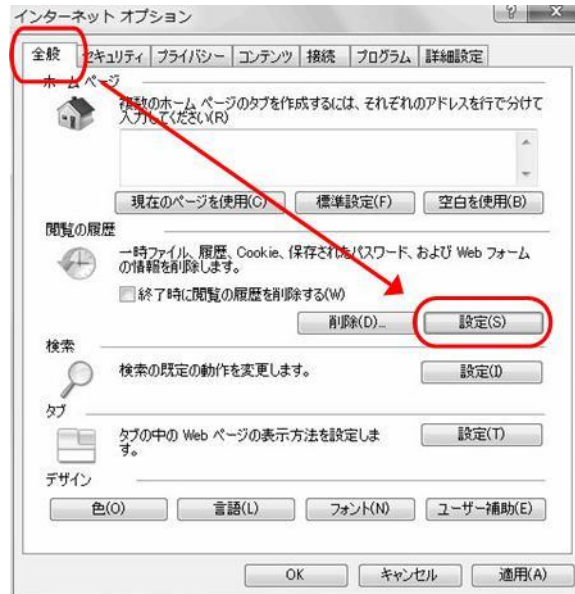 インターネット オプション
全般 セキュリティ プライバシー コンテンツ 接続 プログラム 詳細設定
ホーム ページ
複数のホーム ページのタブを作成するには、それぞれのアドレスを行で分けて
入力してください(R)
現在のページを使用(C) 標準設定(F) 空白を使用(B)
閲覧の履歴
一時ファイル、履歴、Cookie、保存されたパスワード、および Web フォーム
の情報を削除します。
終了時に閲覧の履歴を削除する(W)
削除(D)... 設定(S)
検索
検索の既定の動作を変更します。 設定(I)
タブ
タブの中の Web ページの表示方法を設定しま
す。
設定(T)
デザイン
色(O) 言語(L) フォント(N) ユーザー補助(E)
OK キャンセル 適用(A)